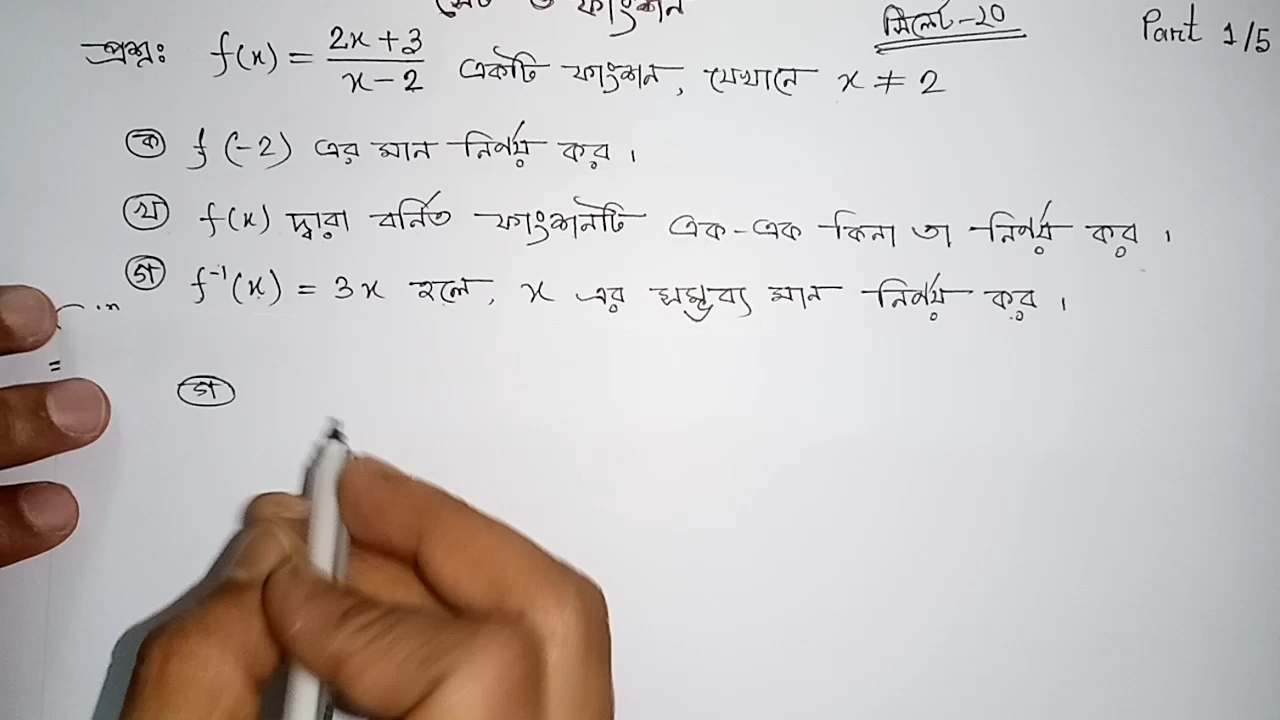 সেট ও ফাংশন
সিলেট-২০
Part 1/5
প্রশ্ন: f(x) = (2x+3)/(x-2) একটি ফাংশন, যেখানে x ≠ 2
ক f(-2) এর মান নির্ণয় কর।
খ f(x) দ্বারা বর্নিত ফাংশনটি এক-এক কিনা তা নির্ণয় কর।
গ f⁻¹(x) = 3x হলে, x এর সম্ভব্য মান নির্ণয় কর।
=
গ